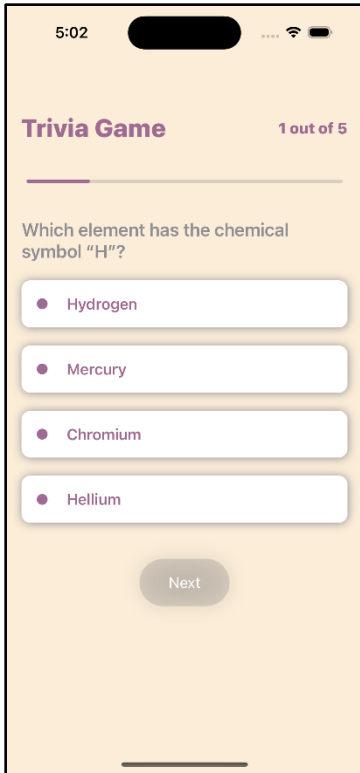 5:02
Trivia Game
1 out of 5
Which element has the chemical
symbol “H”?
Hydrogen
Mercury
Chromium
Hellium
Next